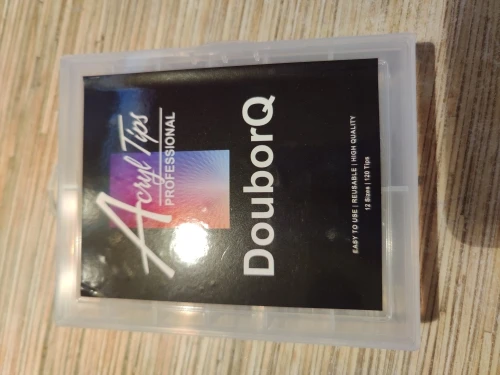 Acryl Tips
PROFESSIONAL
DouborQ
EASY TO USE | REUSABLE | HIGH QUALITY
12 Sizes | 120 Tips